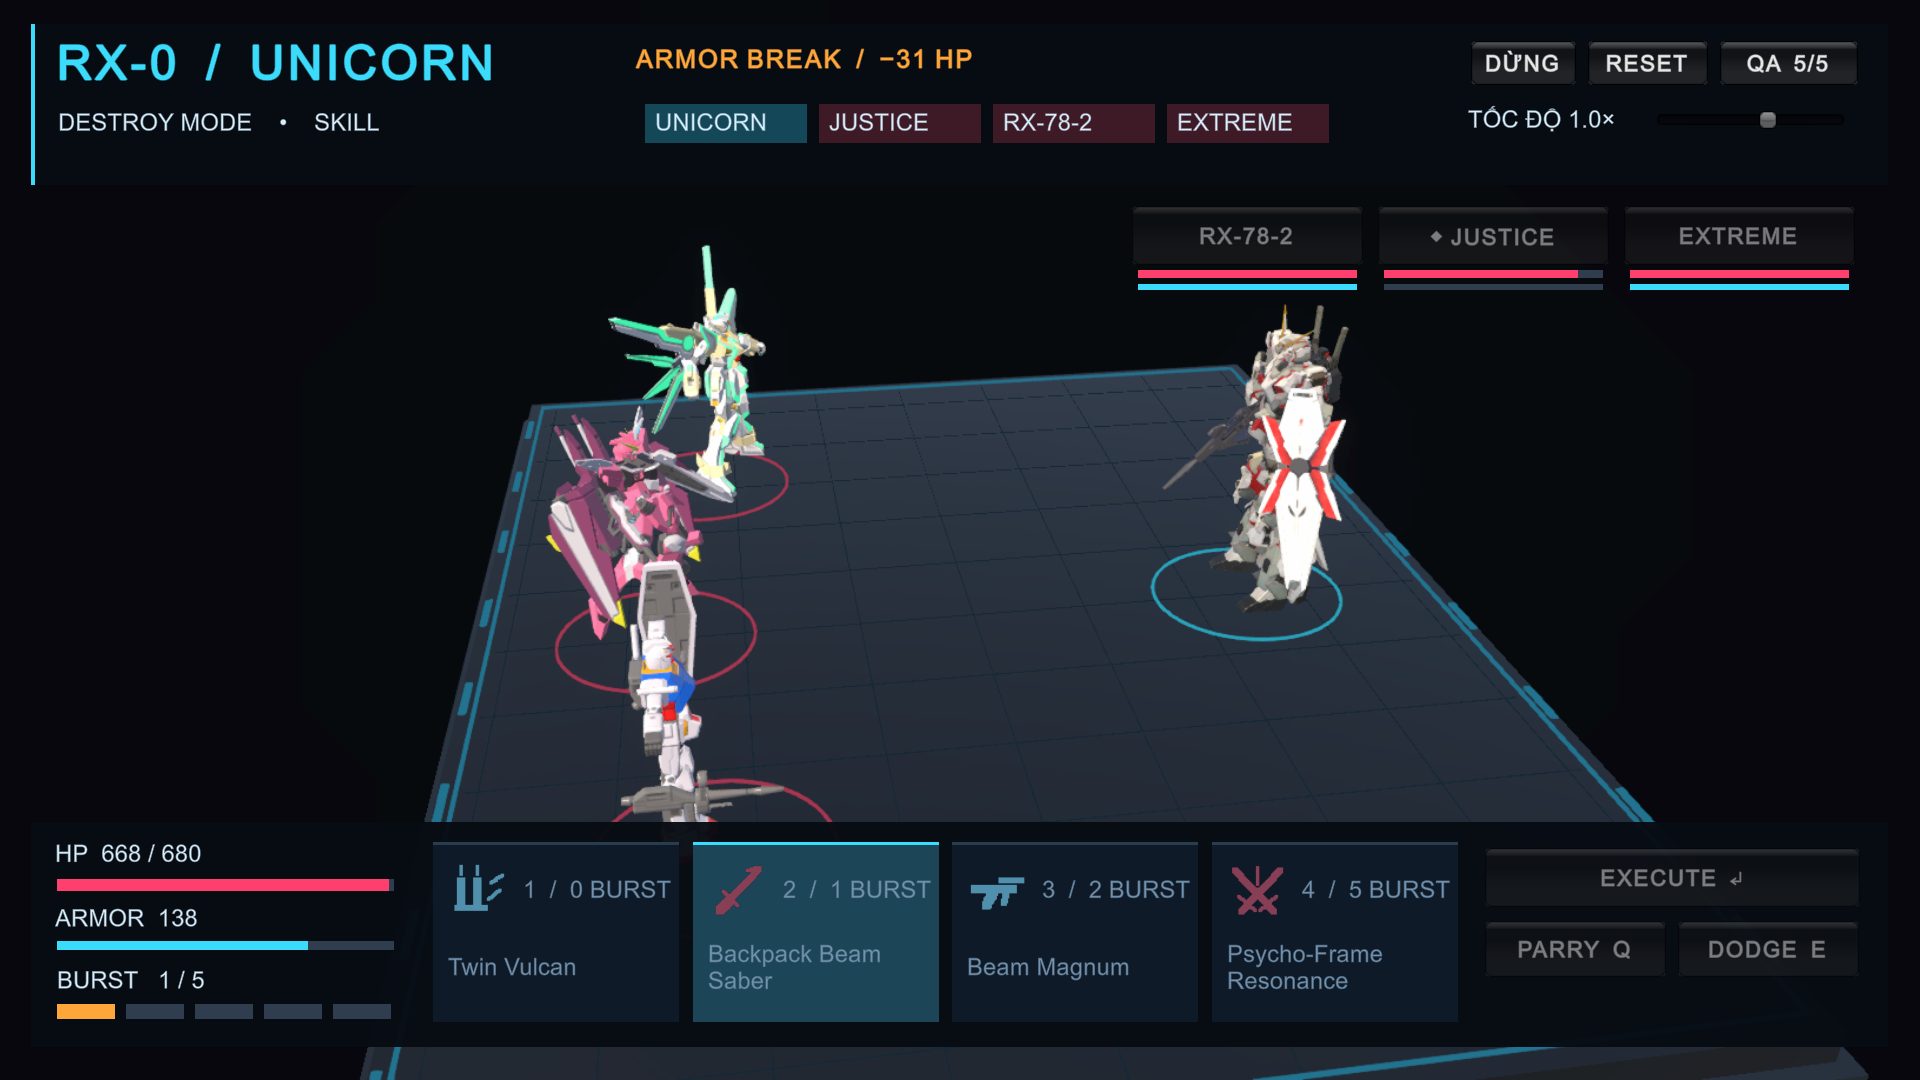 RX-0 / UNICORN
DESTROY MODE • SKILL
ARMOR BREAK / −31 HP
UNICORN
JUSTICE
RX-78-2
EXTREME
DỪNG
RESET
QA 5/5
TỐC ĐỘ 1.0×
RX-78-2
◆ JUSTICE
EXTREME
HP 668 / 680
ARMOR 138
BURST 1 / 5
1 / 0 BURST
Twin Vulcan
2 / 1 BURST
Backpack Beam
Saber
3 / 2 BURST
Beam Magnum
4 / 5 BURST
Psycho-Frame
Resonance
EXECUTE ↲
PARRY Q
DODGE E